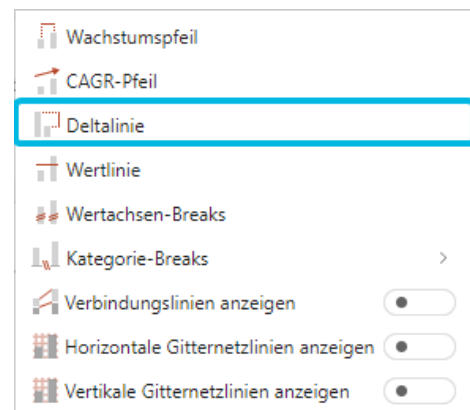 Wachstumspfeil
CAGR-Pfeil
Deltalinie
Wertlinie
Wertachsen-Breaks
Kategorie-Breaks
Verbindungslinien anzeigen
Horizontale Gitternetzlinien anzeigen
Vertikale Gitternetzlinien anzeigen